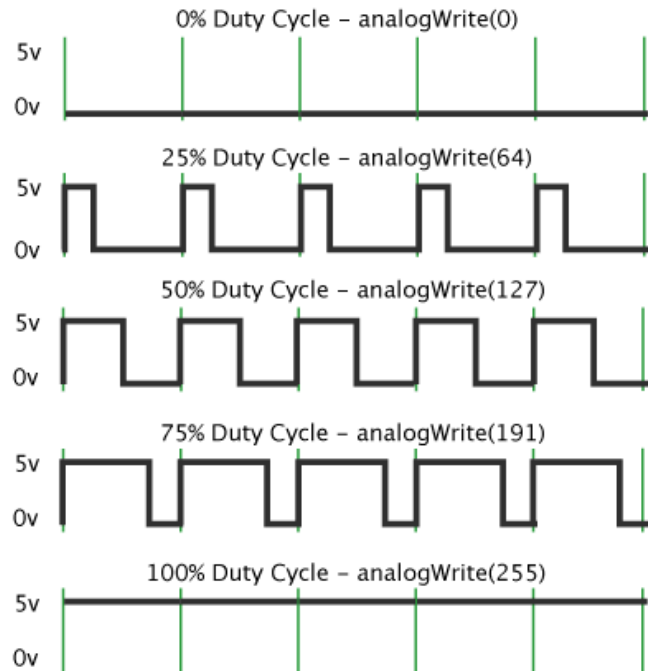 0% Duty Cycle – analogWrite(0)
5v
0v
25% Duty Cycle – analogWrite(64)
5v
0v
50% Duty Cycle – analogWrite(127)
5v
0v
75% Duty Cycle – analogWrite(191)
5v
0v
100% Duty Cycle – analogWrite(255)
5v
0v